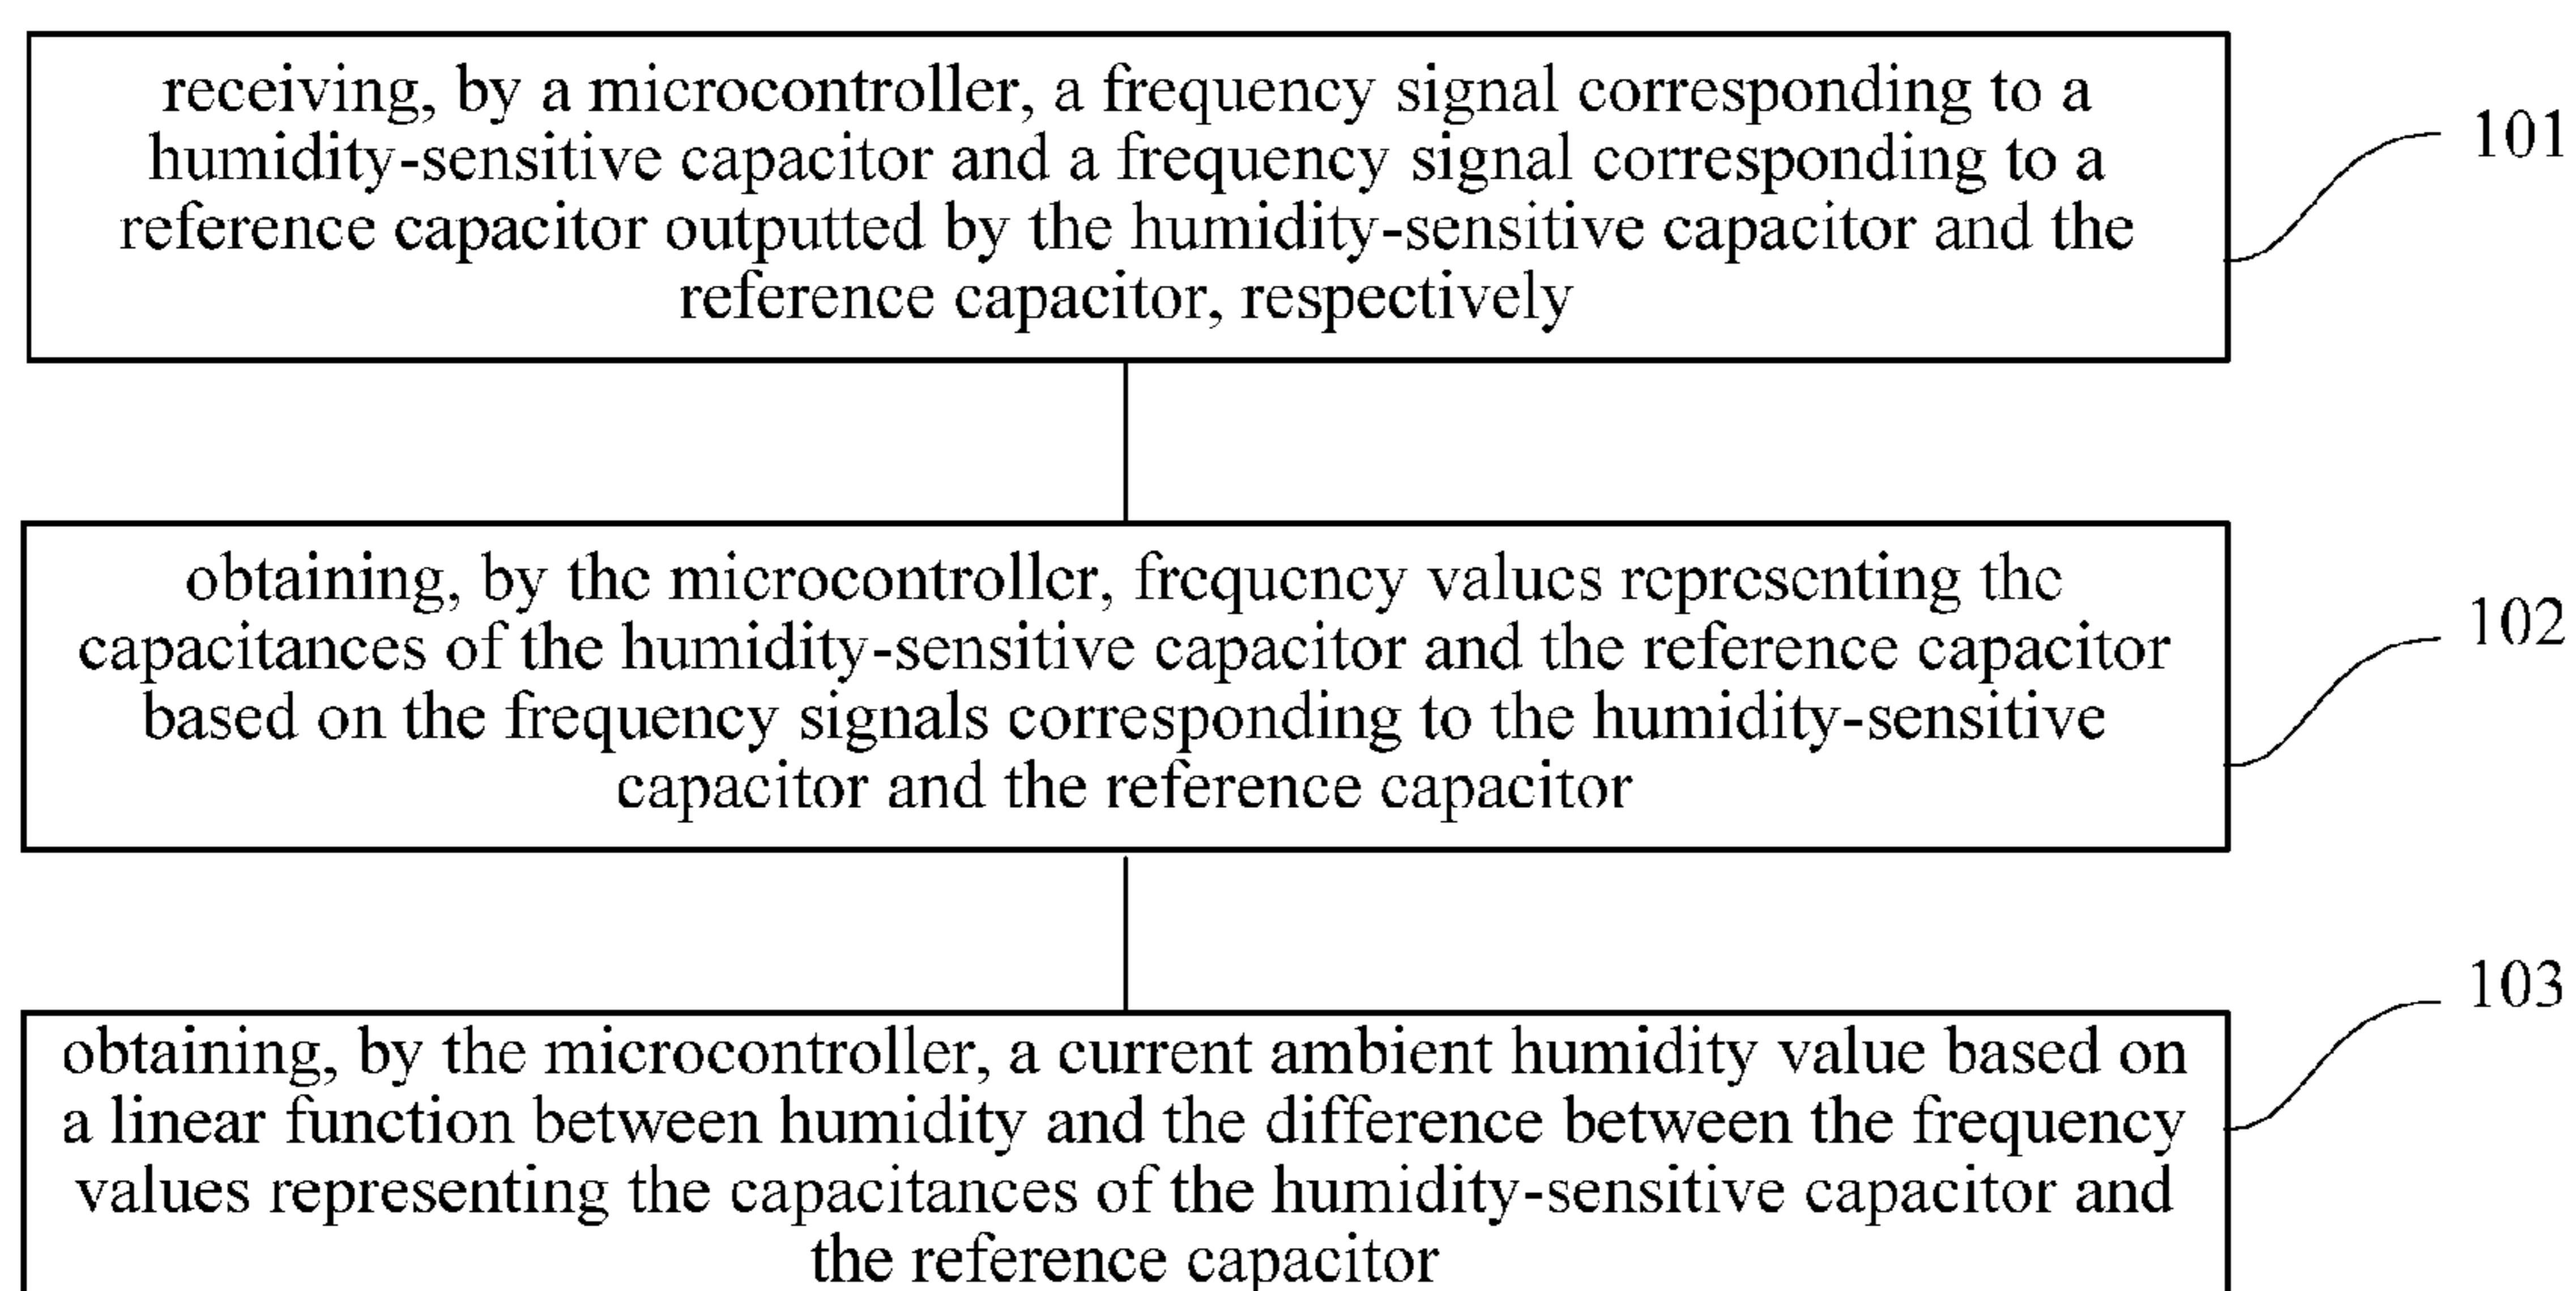 receiving, by a microcontroller, a frequency signal corresponding to a
humidity-sensitive capacitor and a frequency signal corresponding to a
reference capacitor outputted by the humidity-sensitive capacitor and the
reference capacitor, respectively
101
obtaining, by the microcontroller, frequency values representing the
capacitances of the humidity-sensitive capacitor and the reference capacitor
based on the frequency signals corresponding to the humidity-sensitive
capacitor and the reference capacitor
102
obtaining, by the microcontroller, a current ambient humidity value based on
a linear function between humidity and the difference between the frequency
values representing the capacitances of the humidity-sensitive capacitor and
the reference capacitor
103